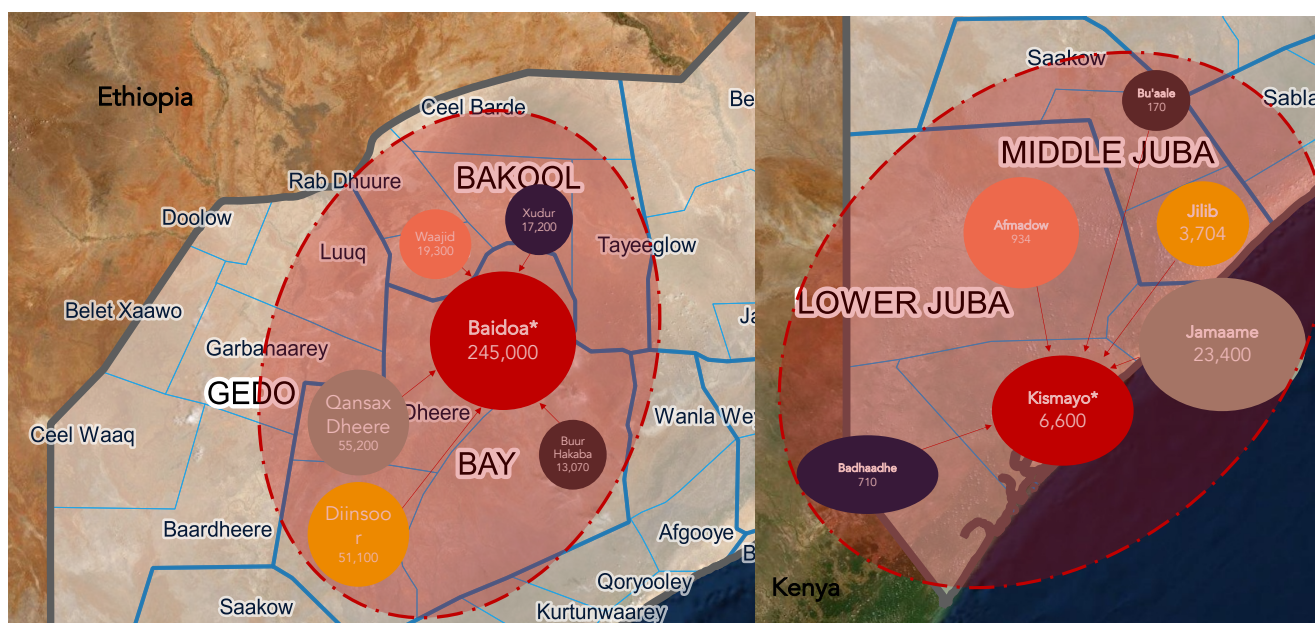 Ethiopia
Ceel Barde
Be
Rab Dhuure
BAKOOL
Doolow
Xudur
17,200
Waajid
19,300
Luuq
Tayeeglow
Belet Xaawo
Baidoa*
245,000
Garbahaarey
GEDO
Qansax
Dheere
55,200
Dheere
Ceel Waaq
Wanla Wey
Buur
Hakaba
13,070
BAY
Diinsoo
r
51,100
Baardheere
Afgooye
B
Qoryooley
Saakow
Kurtunwaarey
Ja
Saakow
Bu'aale
170
Sabla
MIDDLE JUBA
Afmadow
934
Jilib
3,704
LOWER JUBA
Jamaame
23,400
Kismayo*
6,600
Badhaadhe
710
Kenya